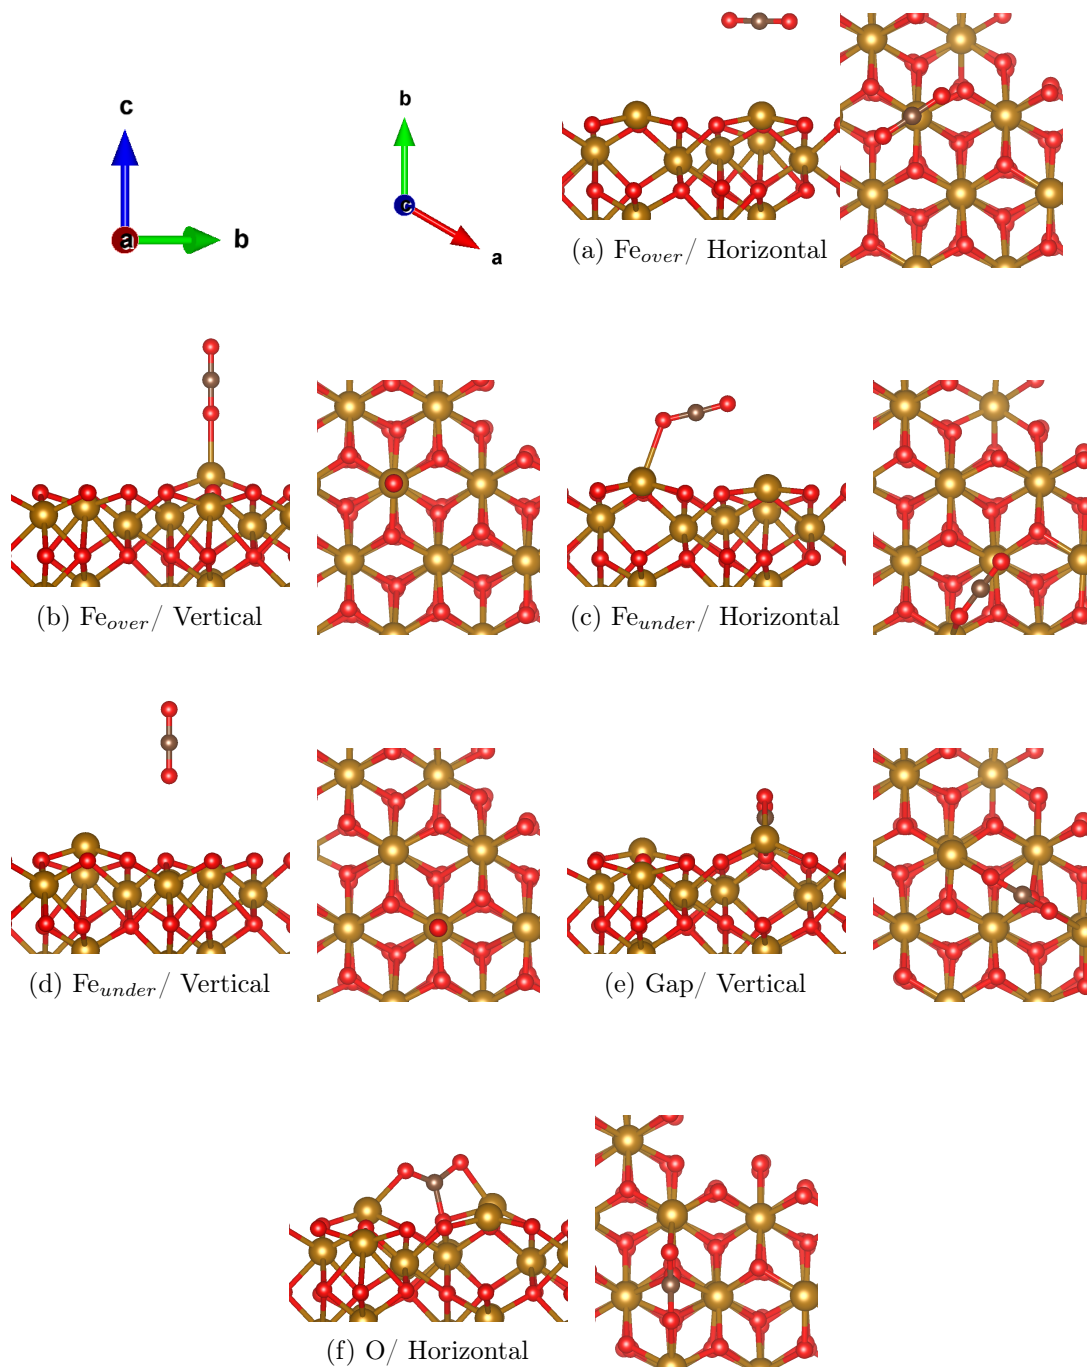 c
a
b
b
c
a
(a) Fe_over/ Horizontal
(b) Fe_over/ Vertical
(c) Fe_under/ Horizontal
(d) Fe_under/ Vertical
(e) Gap/ Vertical
(f) O/ Horizontal